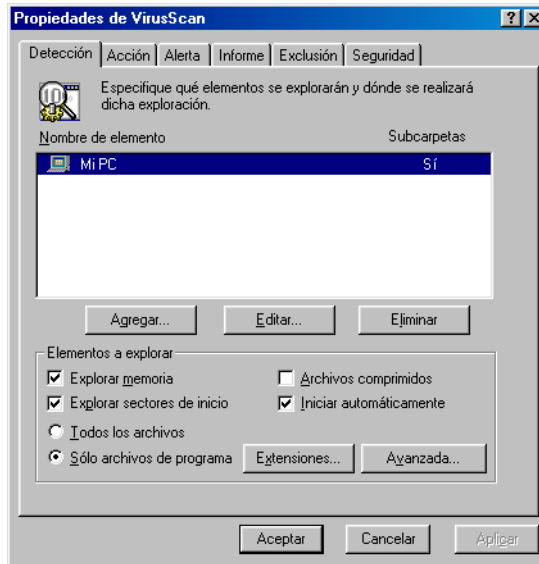 Propiedades de VirusScan
Detección Acción Alerta Informe Exclusión Seguridad
Especifique qué elementos se explorarán y dónde se realizará
dicha exploración.
Nombre de elemento Subcarpetas
Mi PC Sí
Agregar... Editar... Eliminar
Elementos a explorar
Explorar memoria Archivos comprimidos
Explorar sectores de inicio Iniciar automáticamente
Todos los archivos
Sólo archivos de programa Extensiones... Avanzada...
Aceptar Cancelar Aplicar